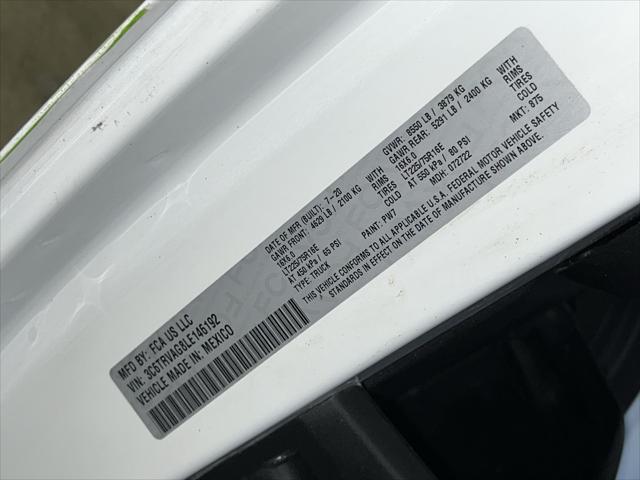 MFD BY: FCA US LLC
VIN: 3C6TRVAG8LE146192
VEHICLE MADE IN: MEXICO
DATE OF MFR (BUILT): 7-20
GVWR: 8550 LB / 3879 KG
GAWR FRONT: 4629 LB / 2100 KG WITH
16X6.0 RIMS
LT225/75R16E TIRES
AT 450 kPa / 65 PSI COLD
GAWR REAR: 5291 LB / 2400 KG WITH
16X6.0 RIMS
LT225/75R16E TIRES
AT 550 kPa / 80 PSI COLD
TYPE: TRUCK PAINT: PW7 MDH: 072722 MKT: 875
THIS VEHICLE CONFORMS TO ALL APPLICABLE U.S.A. FEDERAL MOTOR VEHICLE SAFETY
STANDARDS IN EFFECT ON THE DATE OF MANUFACTURE SHOWN ABOVE.